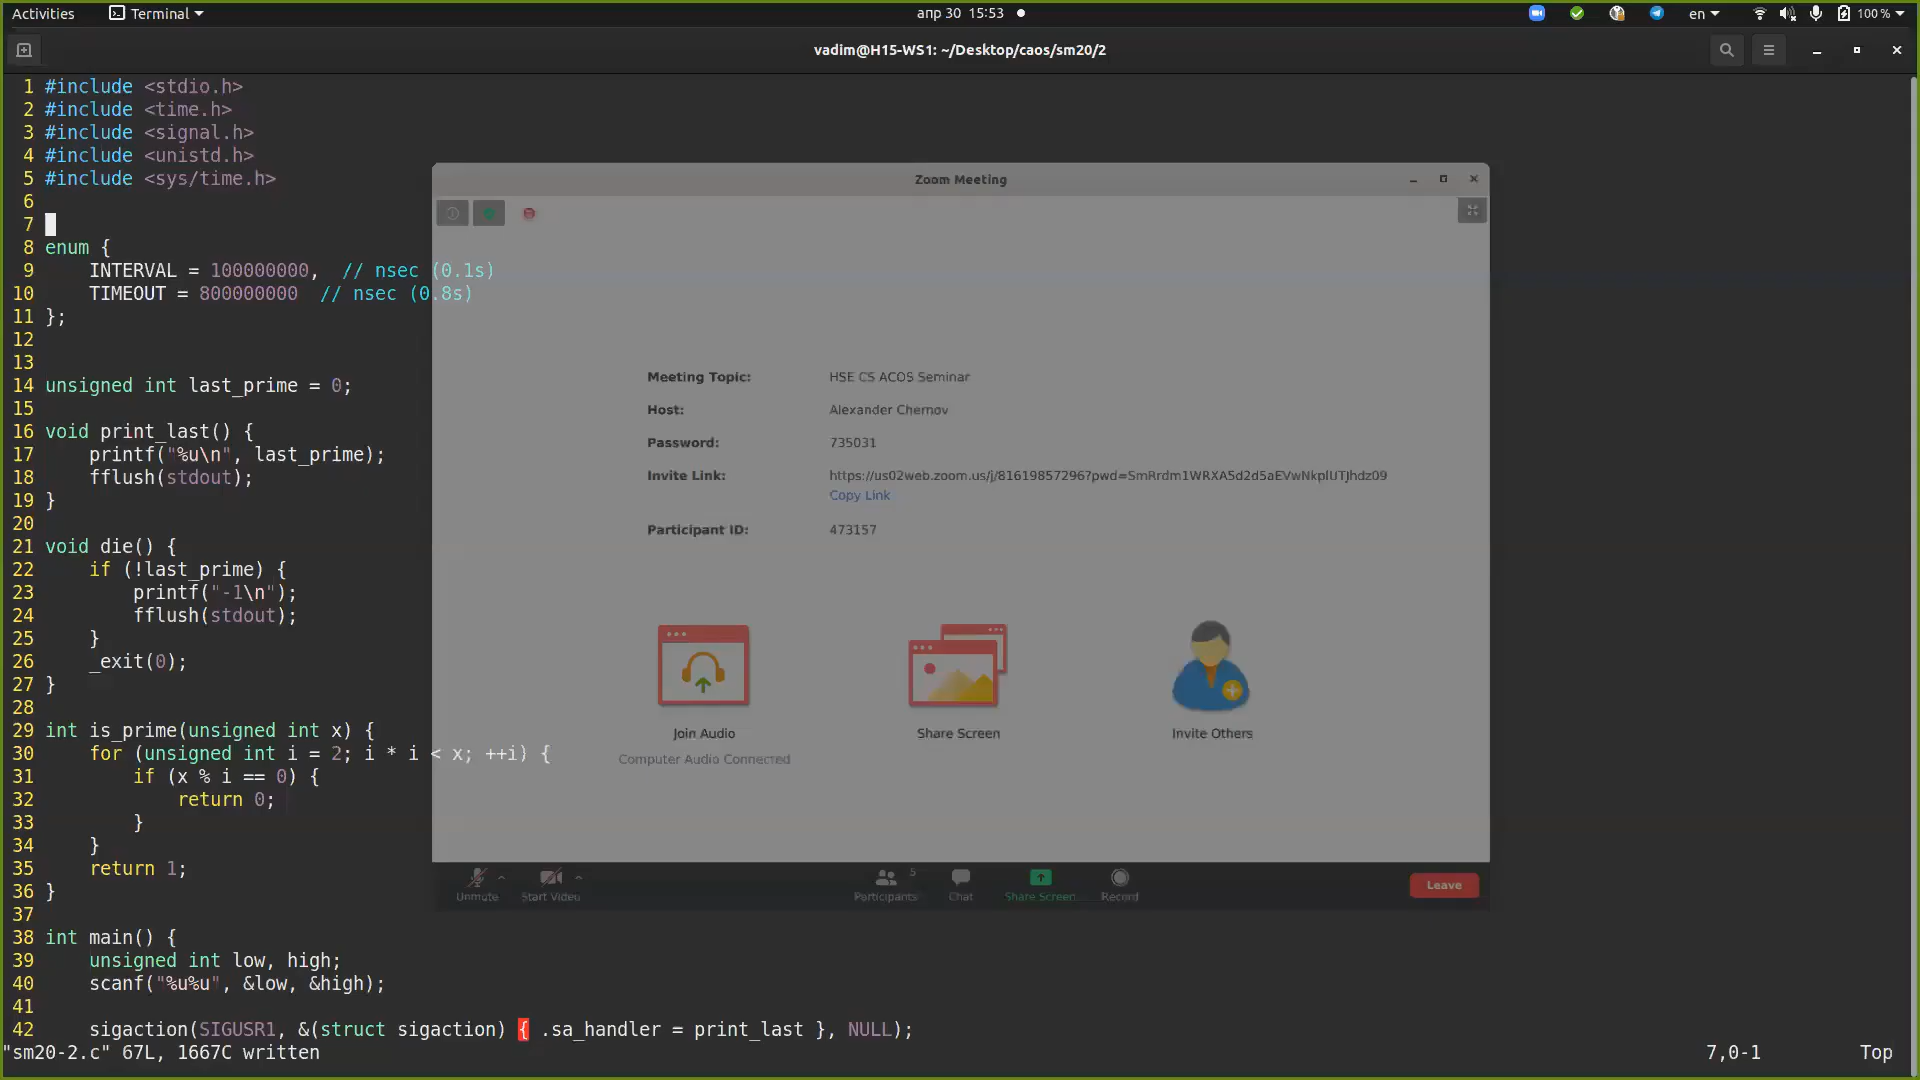 Activities Terminal апр 30 15:53 en 100 %
vadim@H15-WS1: ~/Desktop/caos/sm20/2
1 #include <stdio.h>
2 #include <time.h>
3 #include <signal.h>
4 #include <unistd.h>
5 #include <sys/time.h>
6
7
8 enum {
9     INTERVAL = 100000000,  // nsec (0.1s)
10     TIMEOUT = 800000000  // nsec (0.8s)
11 };
12
13
14 unsigned int last_prime = 0;
15
16 void print_last() {
17     printf("%u\n", last_prime);
18     fflush(stdout);
19 }
20
21 void die() {
22     if (!last_prime) {
23         printf("-1\n");
24         fflush(stdout);
25     }
26     _exit(0);
27 }
28
29 int is_prime(unsigned int x) {
30     for (unsigned int i = 2; i * i < x; ++i) {
31         if (x % i == 0) {
32             return 0;
33         }
34     }
35     return 1;
36 }
37
38 int main() {
39     unsigned int low, high;
40     scanf("%u%u", &low, &high);
41
42     sigaction(SIGUSR1, &(struct sigaction) { .sa_handler = print_last }, NULL);
"sm20-2.c" 67L, 1667C written 7,0-1 Top
Zoom Meeting
Meeting Topic: HSE CS ACOS Seminar
Host: Alexander Chernov
Password: 735031
Invite Link:
Copy Link
Participant ID: 473157
Join Audio Share Screen Invite Others
Computer Audio Connected
Unmute Start Video Participants 5 Chat Share Screen Record Leave